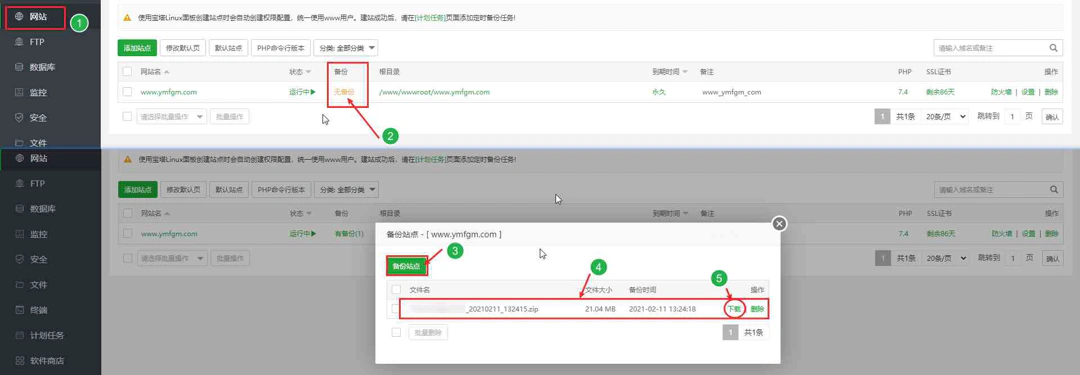 网站
1
FTP
数据库
监控
安全
文件
使用宝塔Linux面板创建站点时会自动创建权限配置，统一使用www用户。建站成功后，请在[计划任务]页面添加定时备份任务!
添加站点 修改默认页 默认站点 PHP命令行版本 分类: 全部分类 请输入域名或备注
网站名 状态 备份 根目录 到期时间 备注 PHP SSL证书 操作
www.ymfgm.com 运行中 无备份 /www/wwwroot/www.ymfgm.com 永久 www_ymfgm_com 7.4 剩余86天 防火墙 | 设置 | 删除
请选择批量操作 批量操作 1 共1条 20条/页 跳转到 1 页 确认
2
网站
FTP
数据库
监控
安全
文件
终端
计划任务
软件商店
使用宝塔Linux面板创建站点时会自动创建权限配置，统一使用www用户。建站成功后，请在[计划任务]页面添加定时备份任务!
添加站点 修改默认页 默认站点 PHP命令行版本 分类: 全部分类 请输入域名或备注
网站名 状态 备份 根目录 到期时间 备注 PHP SSL证书 操作
www.ymfgm.com 运行中 有备份(1) 7.4 剩余86天 防火墙 | 设置 | 删除
请选择批量操作 批量操作 1 共1条 20条/页 跳转到 1 页 确认
备份站点 - [ www.ymfgm.com ]
备份站点 3 4 5
文件名 文件大小 备份时间 操作
_20210211_132415.zip 21.04 MB 2021-02-11 13:24:18 下载 删除
批量删除 1 共1条